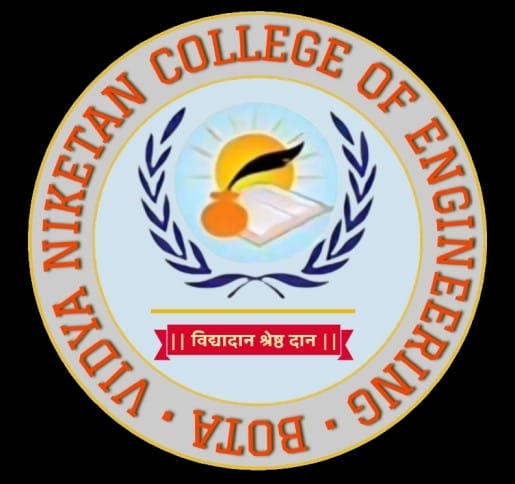 VIDYA NIKETAN COLLEGE OF ENGINEERING • BOTA •
|| विद्यादान श्रेष्ठ दान ||